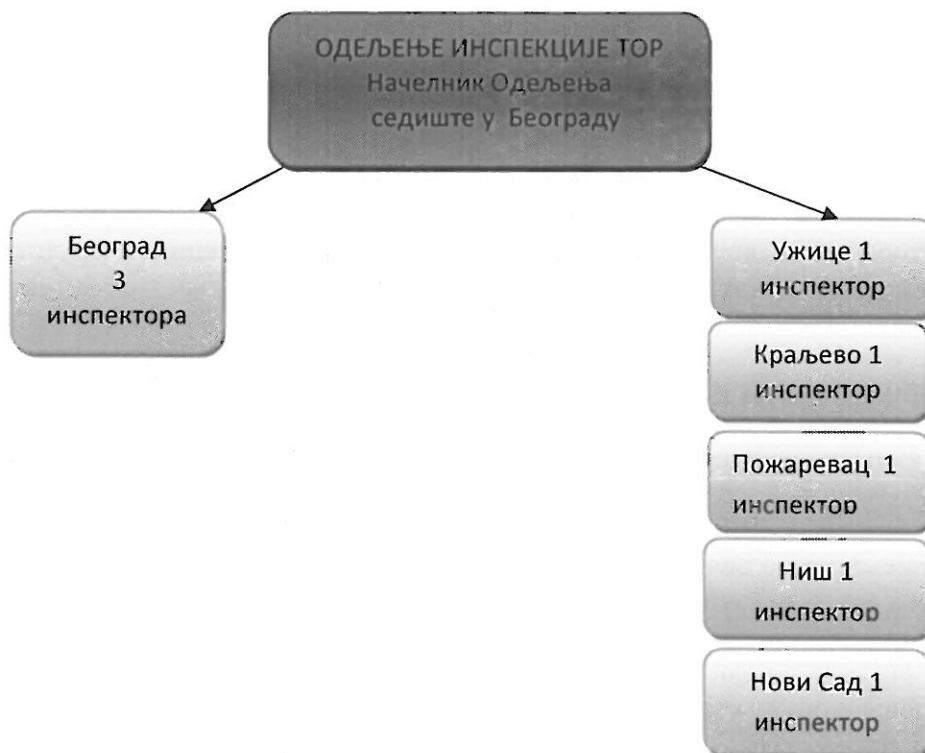 ОДЕЉЕЊЕ ИНСПЕКЦИЈЕ ТОР
Начелник Одељења
седиште у Београду
Београд
3
инспектора
Ужице 1
инспектор
Краљево 1
инспектор
Пожаревац 1
инспектор
Ниш 1
инспектор
Нови Сад 1
инспектор